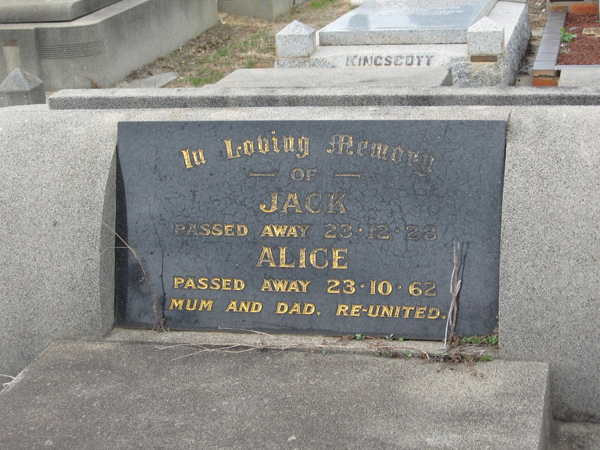 KINGSCOTT
In Loving Memory
— OF —
JACK
PASSED AWAY 23·12·28
ALICE
PASSED AWAY 23·10·62
MUM AND DAD. RE-UNITED.